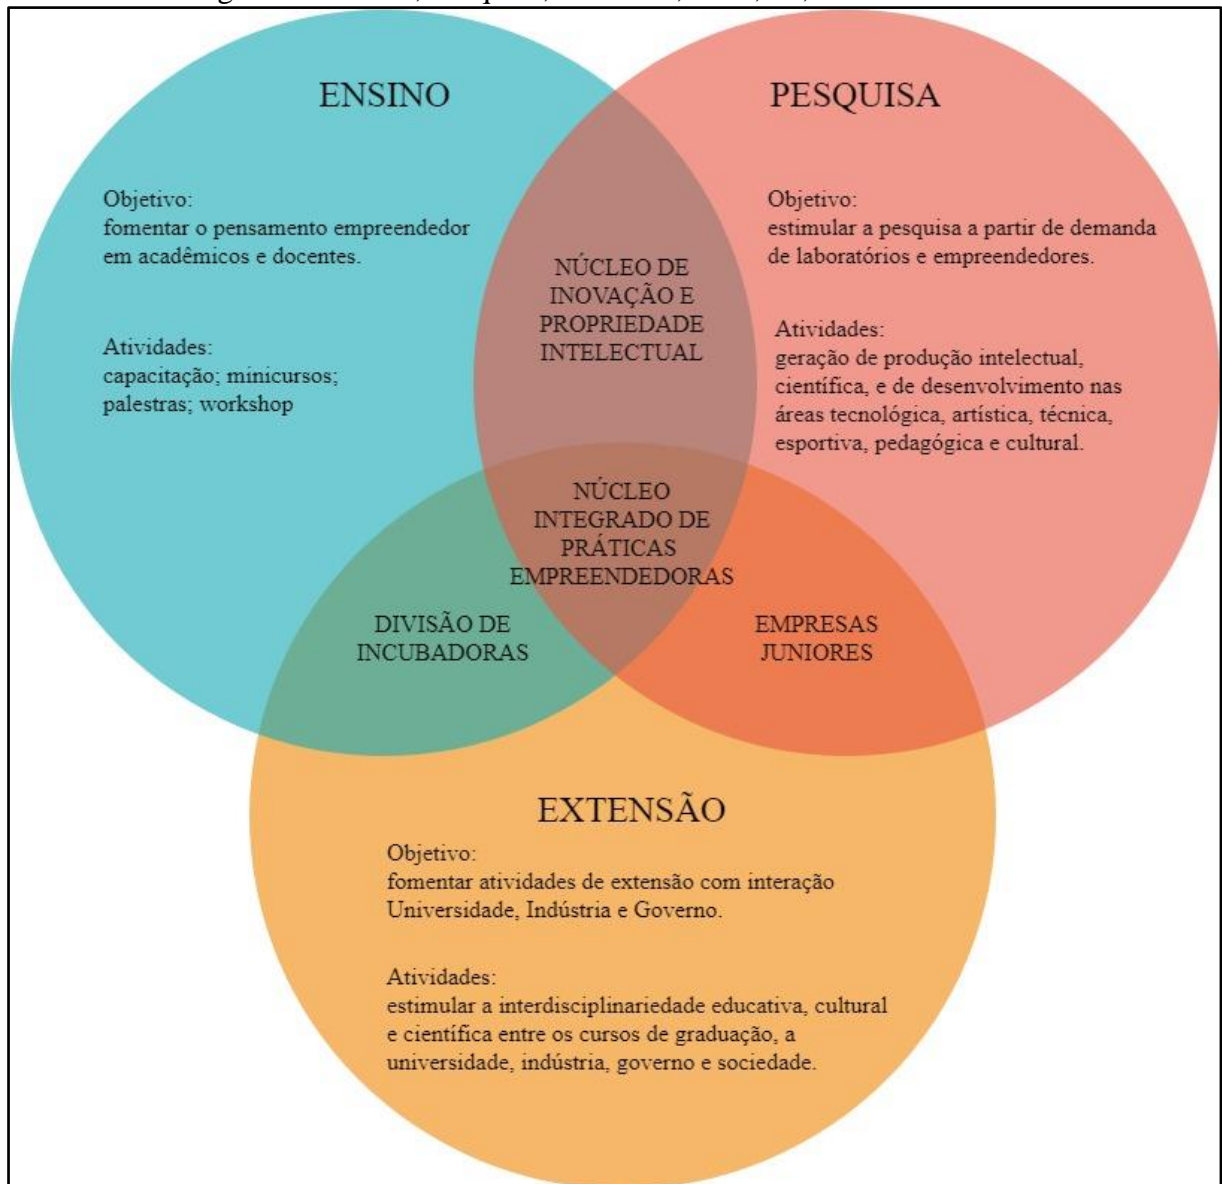 ENSINO
Objetivo:
fomentar o pensamento empreendedor
em acadêmicos e docentes.
Atividades:
capacitação; minicursos;
palestras; workshop
PESQUISA
Objetivo:
estimular a pesquisa a partir de demanda
de laboratórios e empreendedores.
Atividades:
geração de produção intelectual,
científica, e de desenvolvimento nas
áreas tecnológica, artística, técnica,
esportiva, pedagógica e cultural.
NÚCLEO DE
INOVAÇÃO E
PROPRIEDADE
INTELECTUAL
NÚCLEO
INTEGRADO DE
PRÁTICAS
EMPREENDEDORAS
DIVISÃO DE
INCUBADORAS
EMPRESAS
JUNIORES
EXTENSÃO
Objetivo:
fomentar atividades de extensão com interação
Universidade, Indústria e Governo.
Atividades:
estimular a interdisciplinariedade educativa, cultural
e científica entre os cursos de graduação, a
universidade, indústria, governo e sociedade.